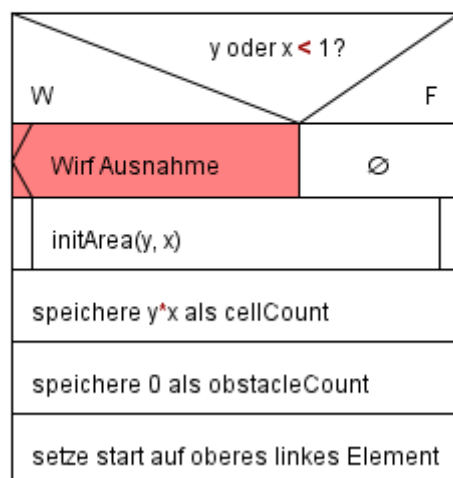 y oder x < 1?
W F
Wirf Ausnahme ∅
initArea(y, x)
speichere y*x als cellCount
speichere 0 als obstacleCount
setze start auf oberes linkes Element